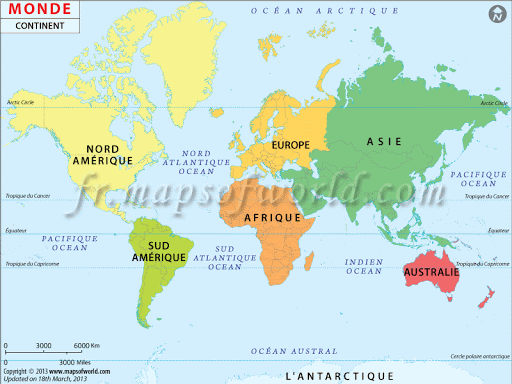 MONDE
CONTINENT
OCÉAN ARCTIQUE
N
Arctic Circle
Arctic Circle
NORD
AMÉRIQUE
NORD
ATLANTIQUE
OCEAN
EUROPE
ASIE
PACIFIQUE
OCEAN
fr.mapsofworld.com
Tropique du Cancer
Tropique du Cancer
AFRIQUE
Équateur
Équateur
PACIFIQUE
OCEAN
SUD
AMÉRIQUE
SUD
ATLANTIQUE
OCEAN
INDIEN
OCEAN
AUSTRALIE
Tropique du Capricorne
Tropique du Capricorne
0 3000 6000 Km
0 3000 Miles
Cercle polaire antarctique
OCÉAN AUSTRAL
Copyright © 2013 www.mapsofworld.com
Updated on 18th March, 2013
L'ANTARCTIQUE